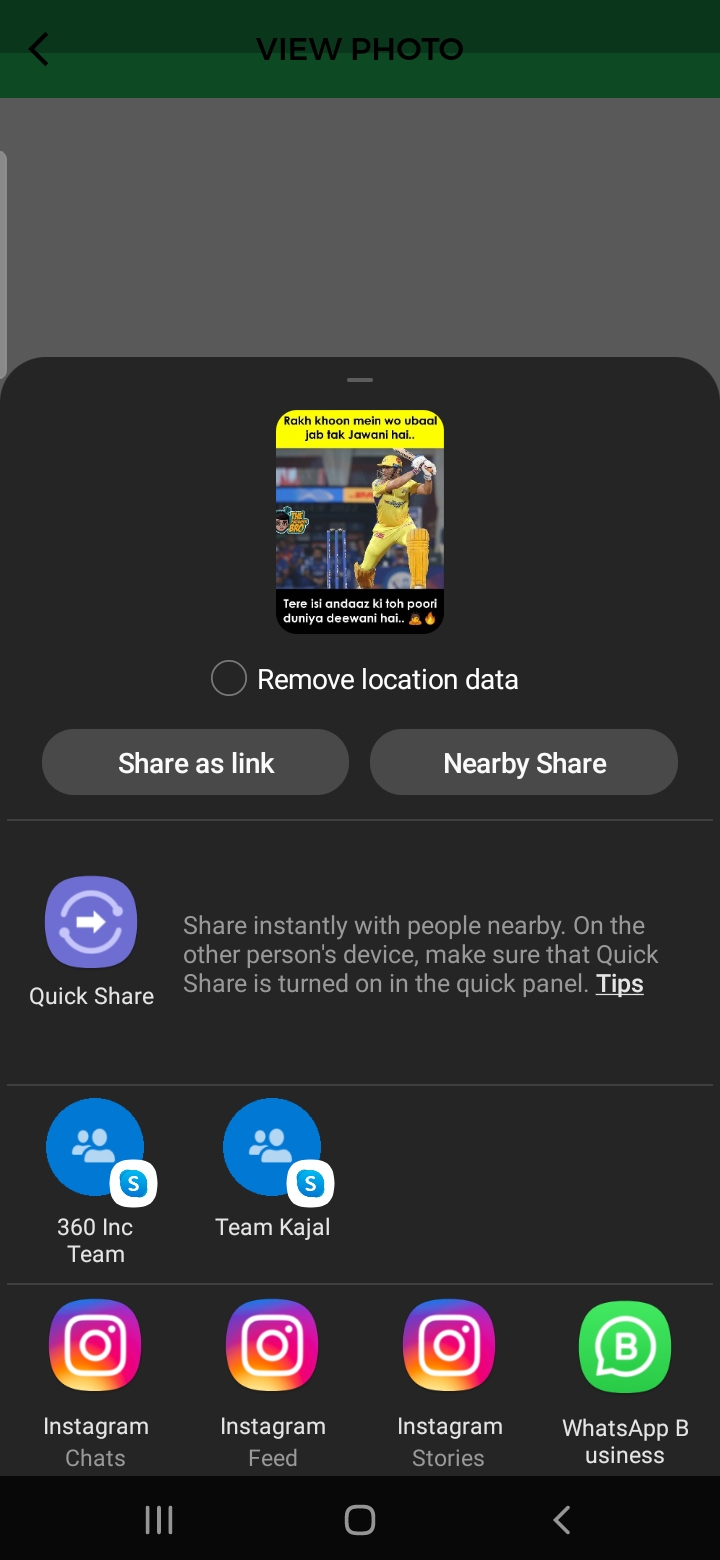 VIEW PHOTO
Rakh khoon mein wo ubaal
jab tak Jawani hai..
THE
BRO
Tere isi andaaz ki toh poori
duniya deewani hai.. 🙇🔥
Remove location data
Share as link
Nearby Share
Share instantly with people nearby. On the
other person's device, make sure that Quick
Share is turned on in the quick panel. Tips
Quick Share
360 Inc
Team
Team Kajal
Instagram
Chats
Instagram
Feed
Instagram
Stories
WhatsApp B
usiness